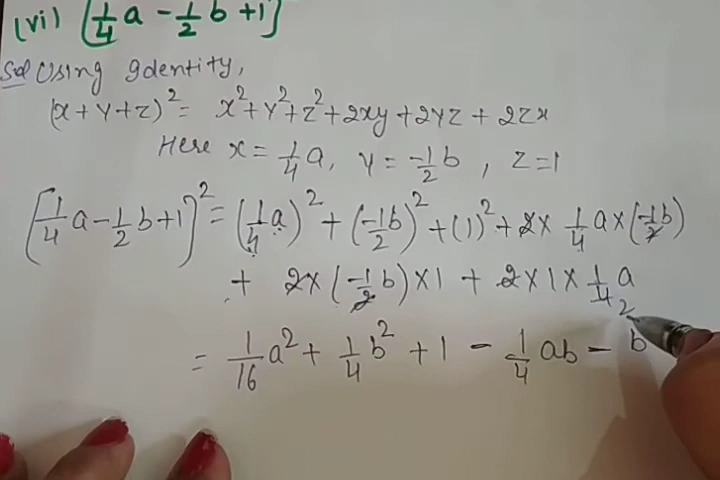 (vi) [1/4 a - 1/2 b + 1]
Sol Using Identity,
(x+y+z)² = x²+y²+z²+2xy+2yz+2zx
Here x = 1/4 a, y = -1/2 b, z=1
[1/4 a - 1/2 b + 1]² = (1/4 a)² + (-1/2 b)² + (1)² + 2 × 1/4 a × (-1/2 b)
+ 2 × (-1/2 b) × 1 + 2 × 1 × 1/4 a
2
= 1/16 a² + 1/4 b² + 1 - 1/4 ab - b